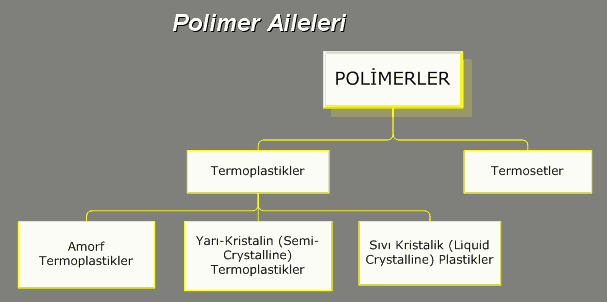 Polimer Aileleri
POLİMERLER
Termoplastikler
Termosetler
Amorf
Termoplastikler
Yarı-Kristalin (Semi-
Crystalline)
Termoplastikler
Sıvı Kristalik (Liquid
Crystalline) Plastikler